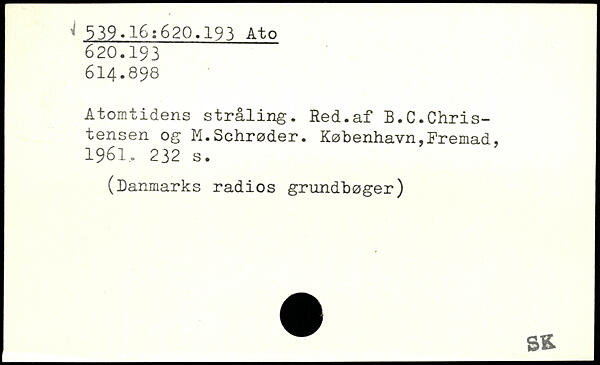 √ 539.16:620.193 Ato
620.193
614.898
Atomtidens stråling. Red.af B.C.Chris-
tensen og M.Schrøder. København,Fremad,
1961. 232 s.
(Danmarks radios grundbøger)
SK